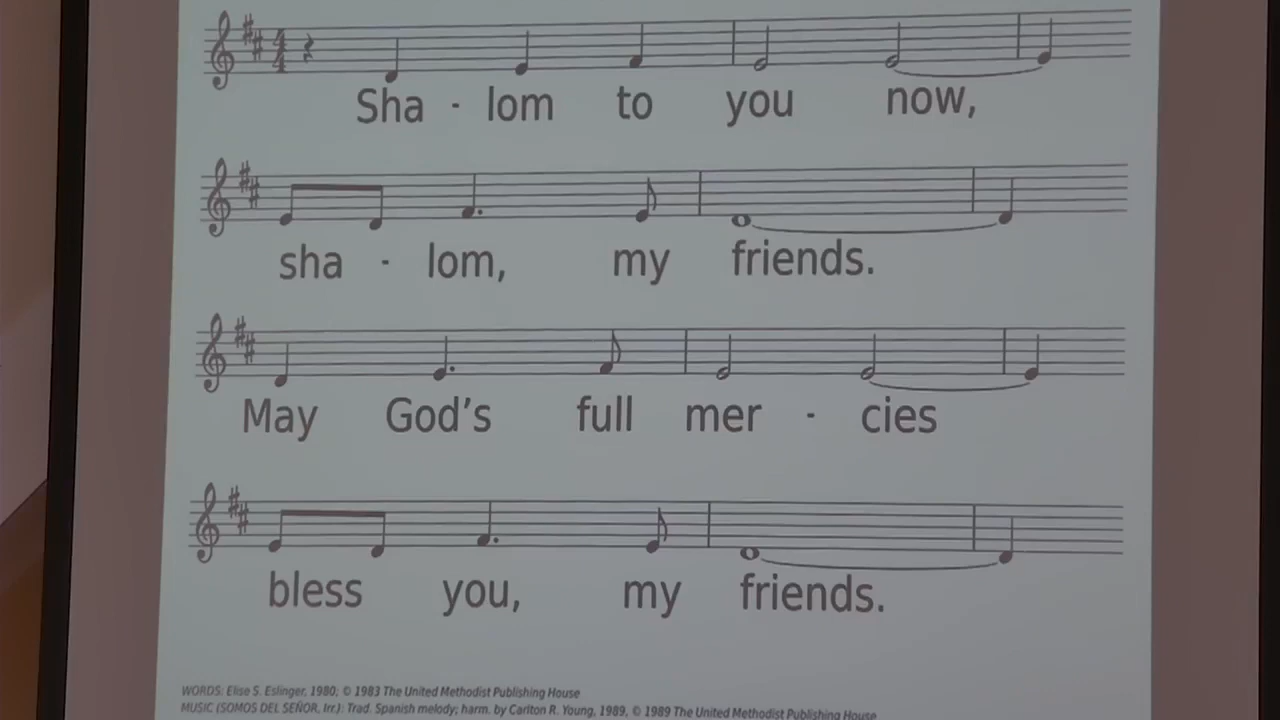 Sha - lom to you now,
sha - lom, my friends.
May God's full mer - cies
bless you, my friends.
WORDS: Elise S. Eslinger, 1980; © 1983 The United Methodist Publishing House
MUSIC (SOMOS DEL SEÑOR, Irr.): Trad. Spanish melody; harm. by Carlton R. Young, 1989, © 1989 The United Methodist Publishing House